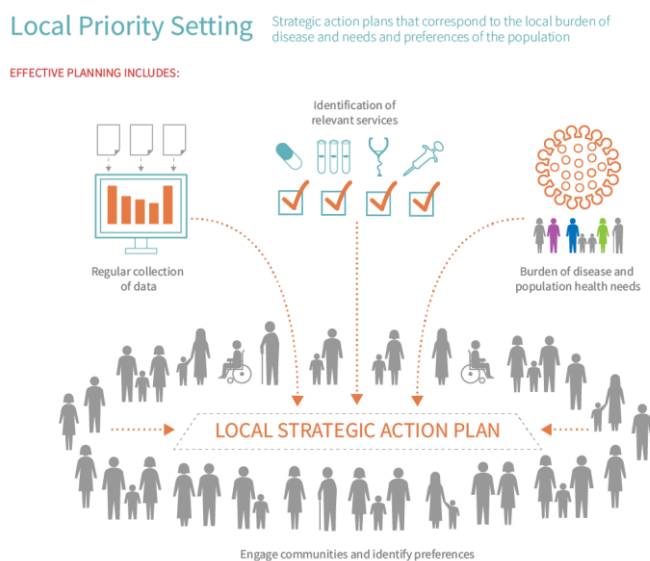 Local Priority Setting
Strategic action plans that correspond to the local burden of
disease and needs and preferences of the population
EFFECTIVE PLANNING INCLUDES:
Identification of
relevant services
Regular collection
of data
Burden of disease and
population health needs
LOCAL STRATEGIC ACTION PLAN
Engage communities and identify preferences